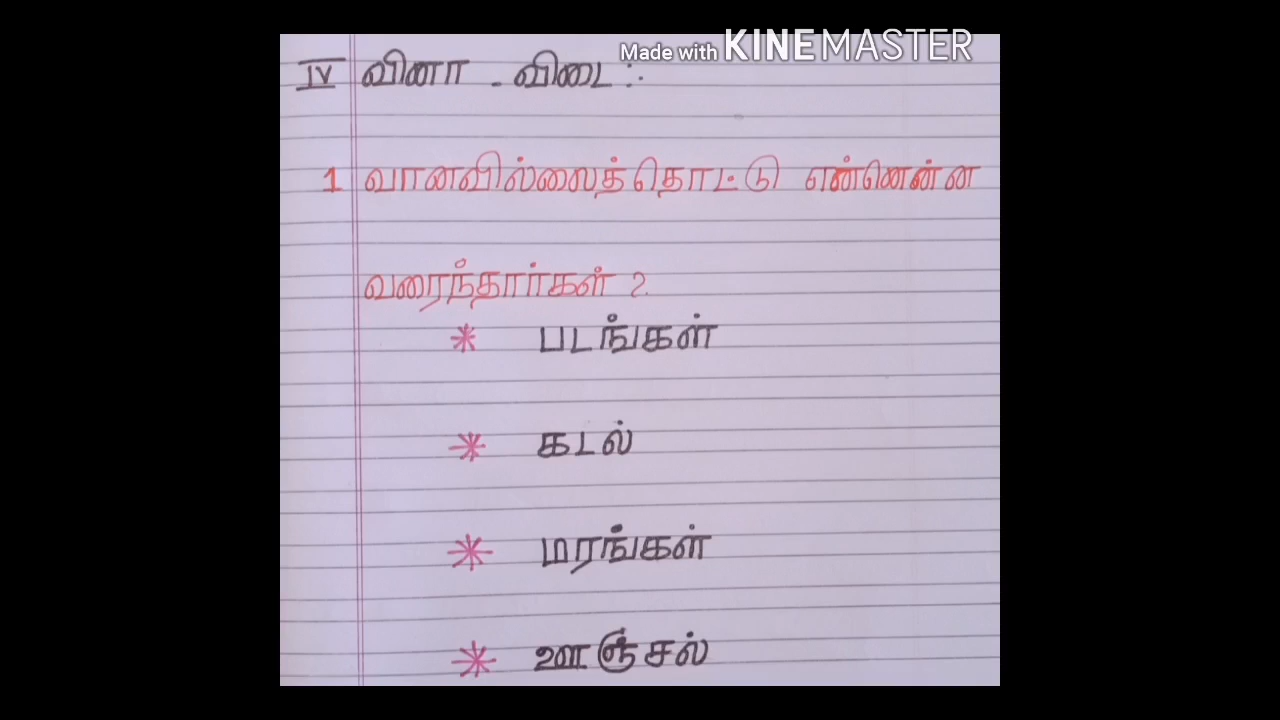 Made with KINEMASTER
IV வினா - விடை :-
1 வானவில்லைத்தொட்டு என்னென்ன
வரைந்தார்கள் ?
* படங்கள்
* கடல்
* மரங்கள்
* ஊஞ்சல்